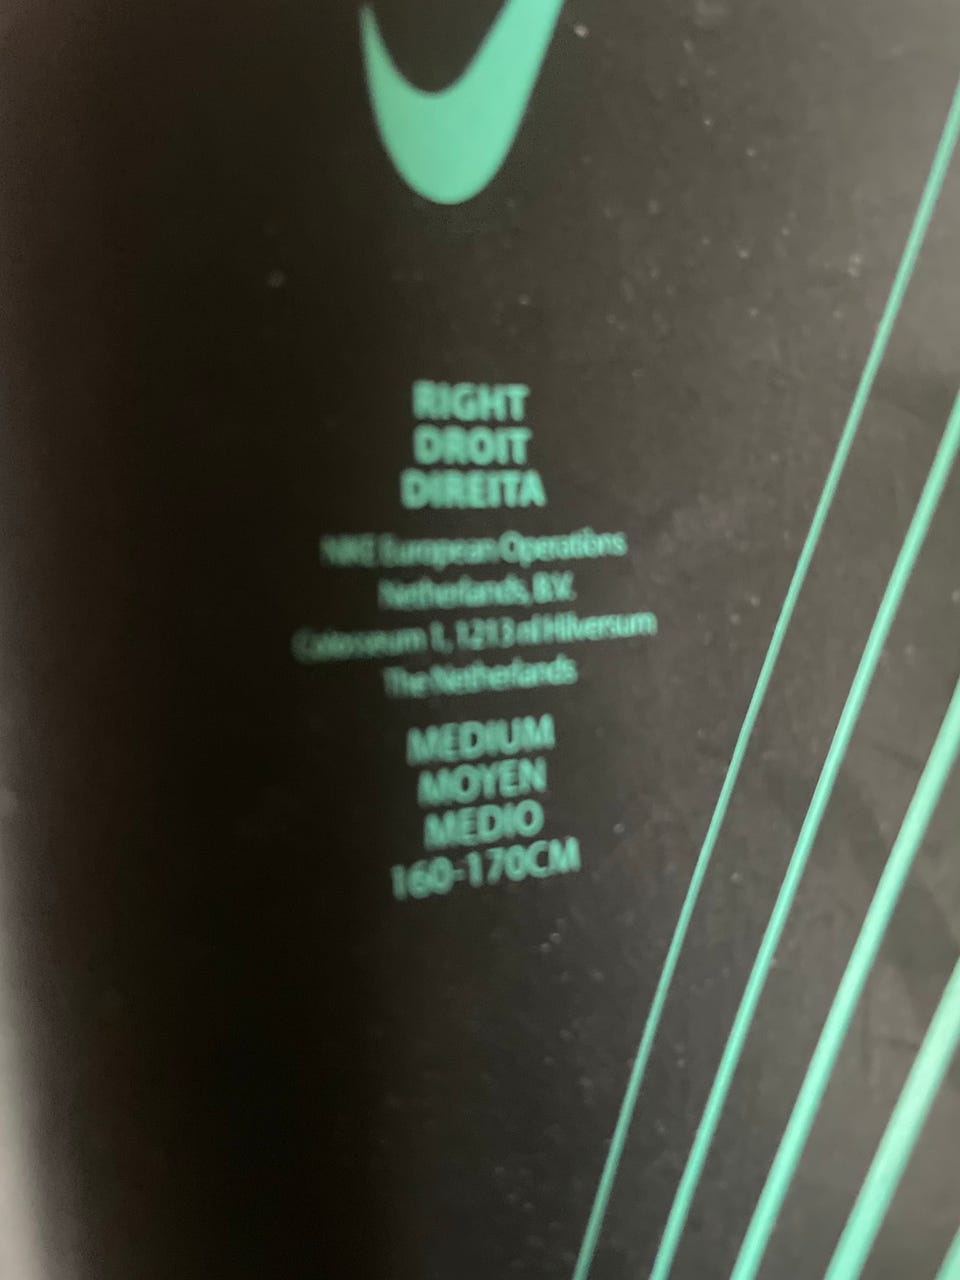 RIGHT
DROIT
DIREITA
NIKE European Operations
Netherlands, B.V.
Colosseum 1, 1213 nl Hilversum
The Netherlands
MEDIUM
MOYEN
MEDIO
160-170CM